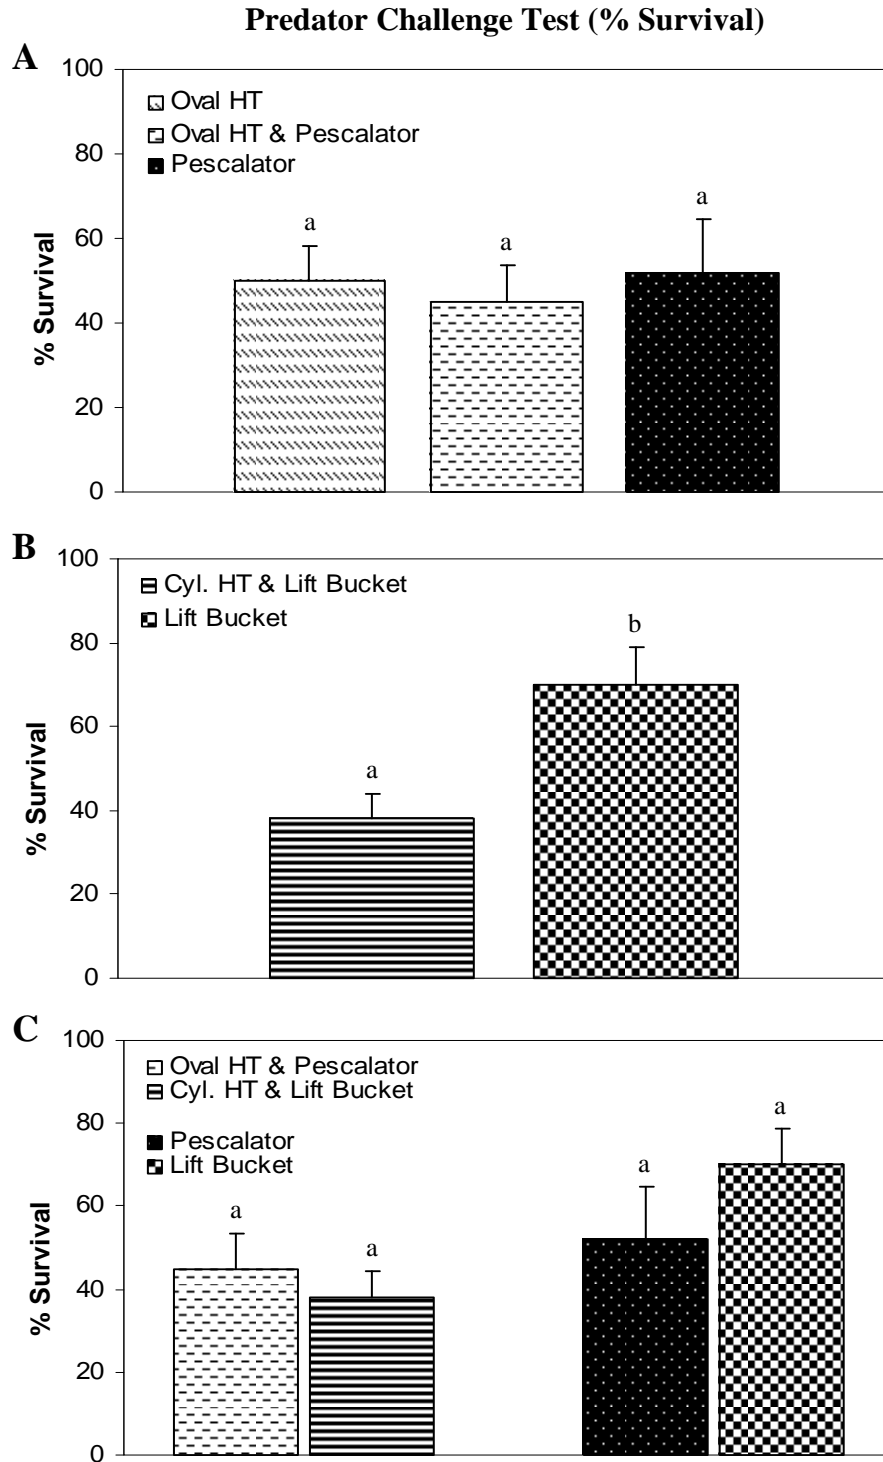 Predator Challenge Test (% Survival)
A
100
80
60
40
20
0
% Survival
Oval HT
Oval HT & Pescalator
Pescalator
a
a
a
B
100
80
60
40
20
0
% Survival
Cyl. HT & Lift Bucket
Lift Bucket
a
b
C
100
80
60
40
20
0
% Survival
Oval HT & Pescalator
Cyl. HT & Lift Bucket
Pescalator
Lift Bucket
a
a
a
a